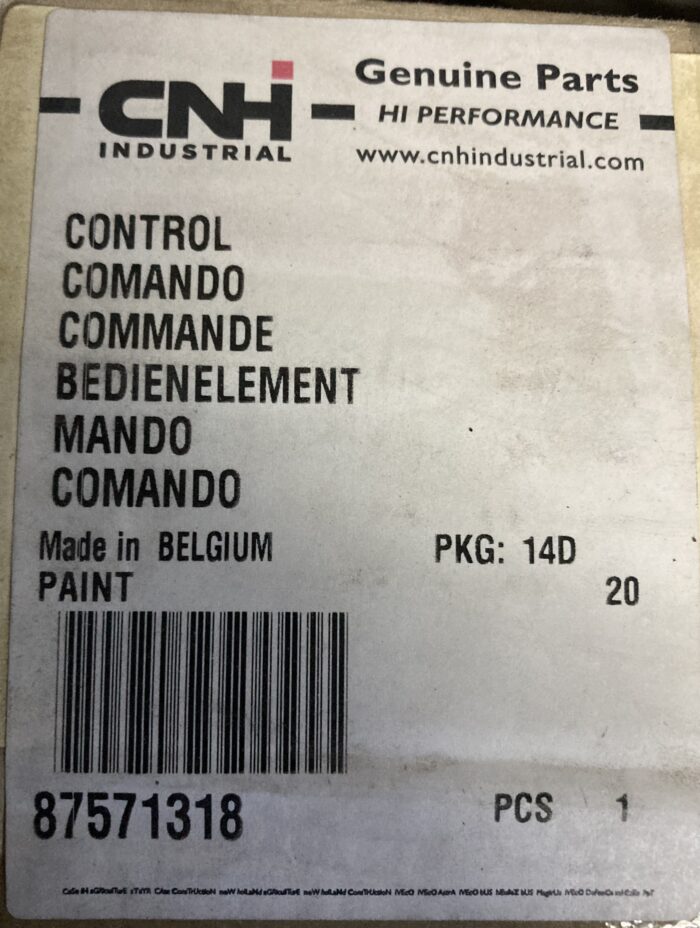 CNH
INDUSTRIAL
Genuine Parts
HI PERFORMANCE
www.cnhindustrial.com
CONTROL
COMANDO
COMMANDE
BEDIENELEMENT
MANDO
COMANDO
Made in BELGIUM
PKG: 14D
PAINT
20
87571318
PCS 1